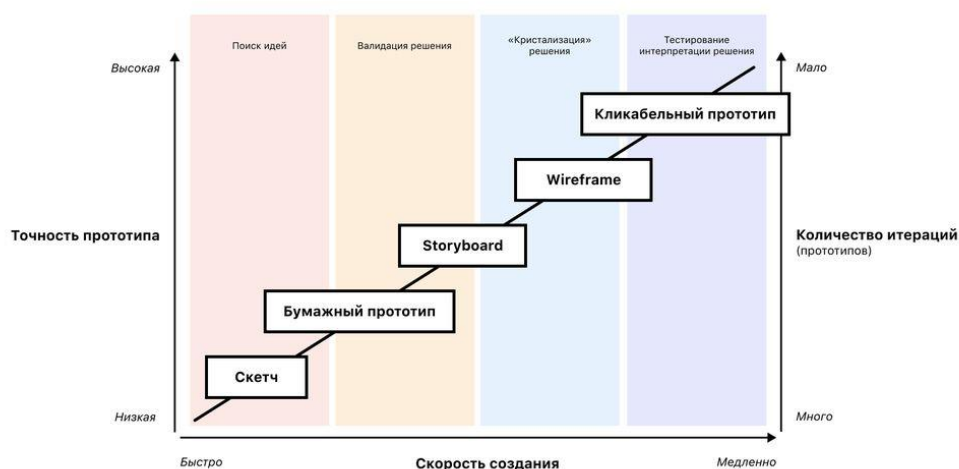 Поиск идей
Валидация решения
«Кристализация»
решения
Тестирование
интерпретации решения
Высокая
Мало
Кликабельный прототип
Wireframe
Точность прототипа
Количество итераций
(прототипов)
Storyboard
Бумажный прототип
Скетч
Низкая
Много
Быстро
Скорость создания
Медленно